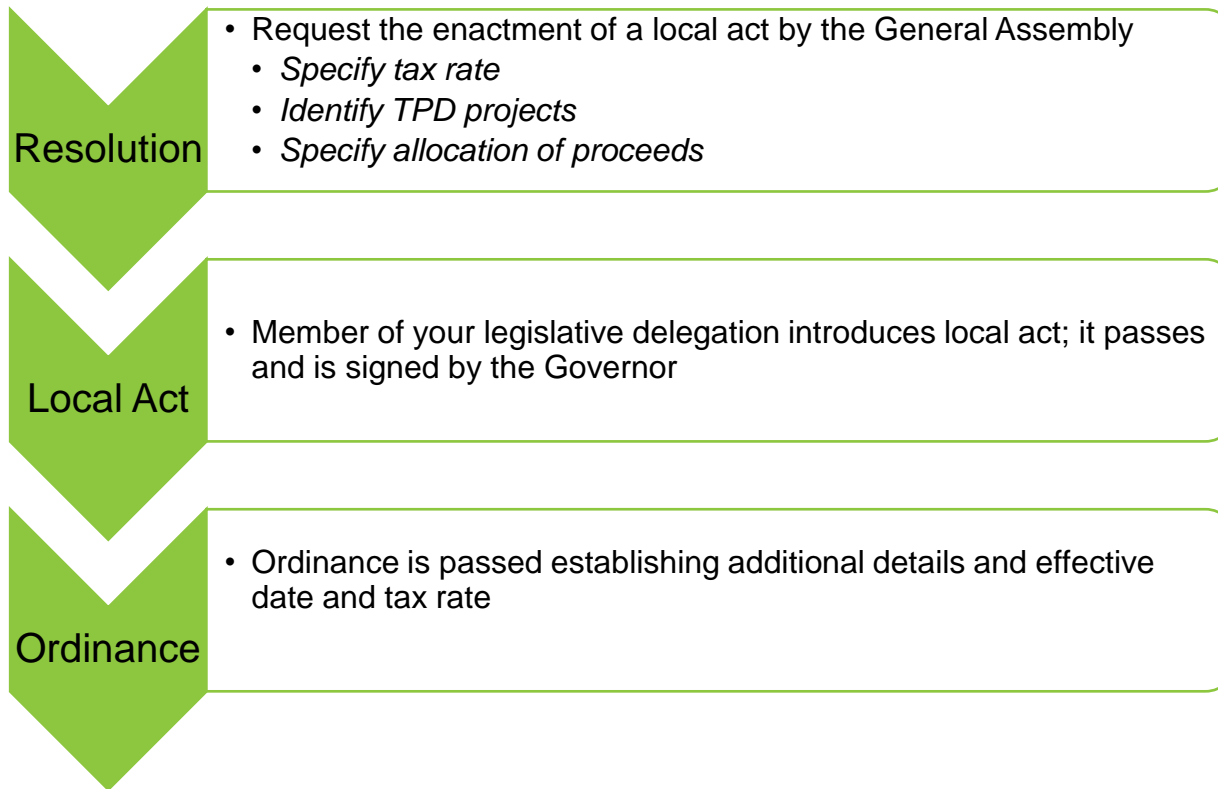 Resolution
• Request the enactment of a local act by the General Assembly
• Specify tax rate
• Identify TPD projects
• Specify allocation of proceeds
Local Act
• Member of your legislative delegation introduces local act; it passes
and is signed by the Governor
Ordinance
• Ordinance is passed establishing additional details and effective
date and tax rate